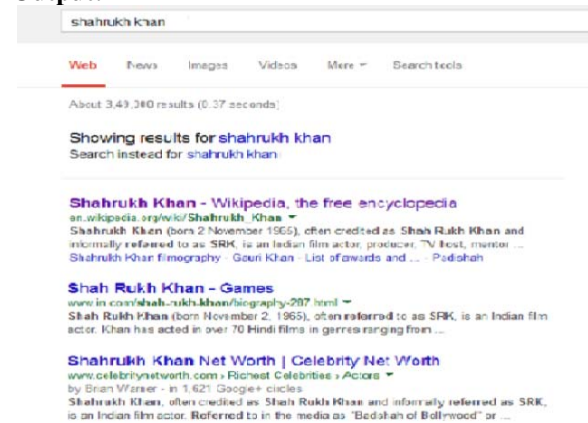 shahrukh khan
Web News Images Videos More Search tools
About 3,49,000 results (0.37 seconds)
Showing results for shahrukh khan
Search instead for shahrukh khan
Shahrukh Khan - Wikipedia, the free encyclopedia
en.wikipedia.org/wiki/Shahrukh_Khan
Shahrukh Khan (born 2 November 1965), often credited as Shah Rukh Khan and
informally referred to as SRK, is an Indian film actor, producer, TV host, mentor ...
Shahrukh Khan filmography - Gauri Khan - List of awards and ... - Padishah
Shah Rukh Khan - Games
www.in.com/shah-rukh-khan/biography-207.html
Shah Rukh Khan (born November 2, 1965), often referred to as SRK, is an Indian film
actor. Khan has acted in over 70 Hindi films in genres ranging from ...
Shahrukh Khan Net Worth | Celebrity Net Worth
www.celebritynetworth.com › Richest Celebrities › Actors
by Brian Warner - in 1,621 Google+ circles
Shahrukh Khan, often credited as Shah Rukh Khan and informally referred as SRK,
is an Indian film actor. Referred to in the media as "Badshah of Bollywood" or ...